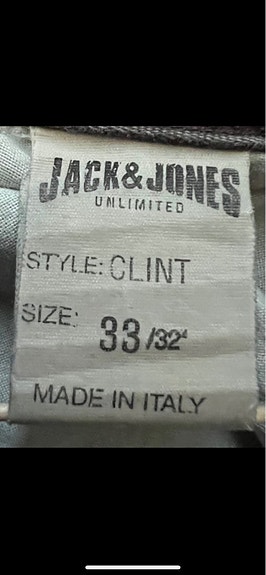 JACK&JONES
UNLIMITED
STYLE: CLINT
SIZE: 33/32"
MADE IN ITALY